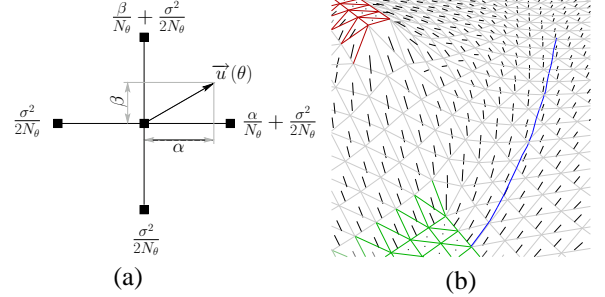 β/N_θ + σ²/2N_θ
u⃗(θ)
β
σ²/2N_θ
α/N_θ + σ²/2N_θ
α
σ²/2N_θ
(a) (b)